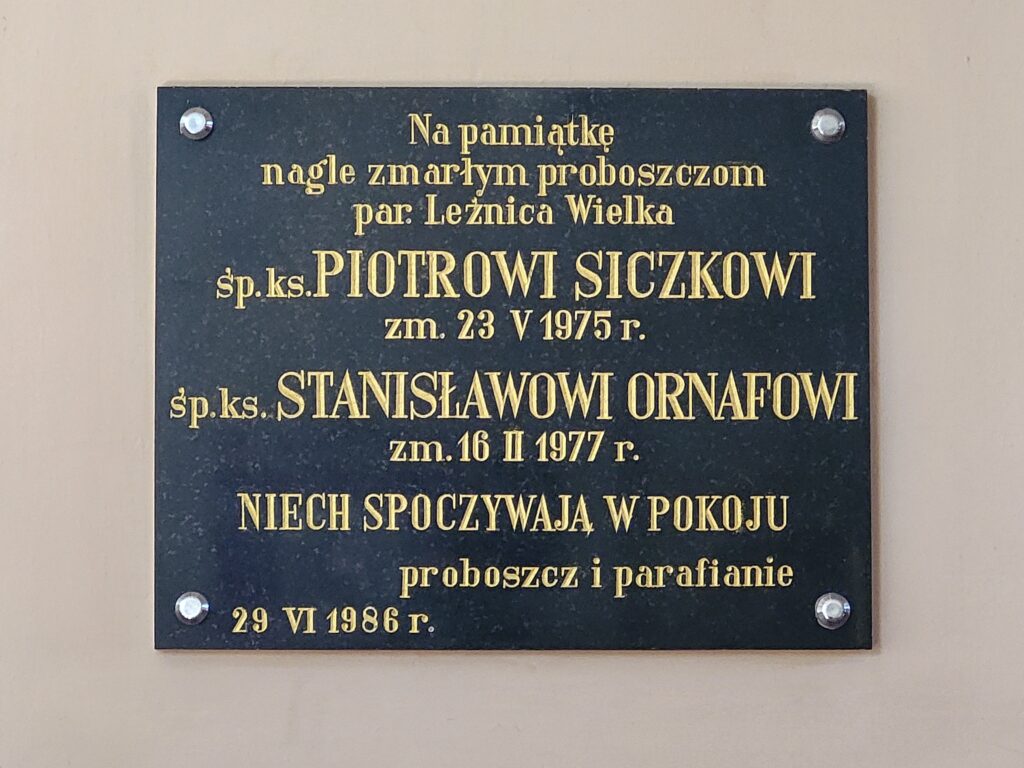 Na pamiątkę
nagle zmarłym proboszczom
par. Leźnica Wielka
śp. ks. PIOTROWI SICZKOWI
zm. 23 V 1975 r.
śp. ks. STANISŁAWOWI ORNAFOWI
zm. 16 II 1977 r.
NIECH SPOCZYWAJĄ W POKOJU
proboszcz i parafianie
29 VI 1986 r.